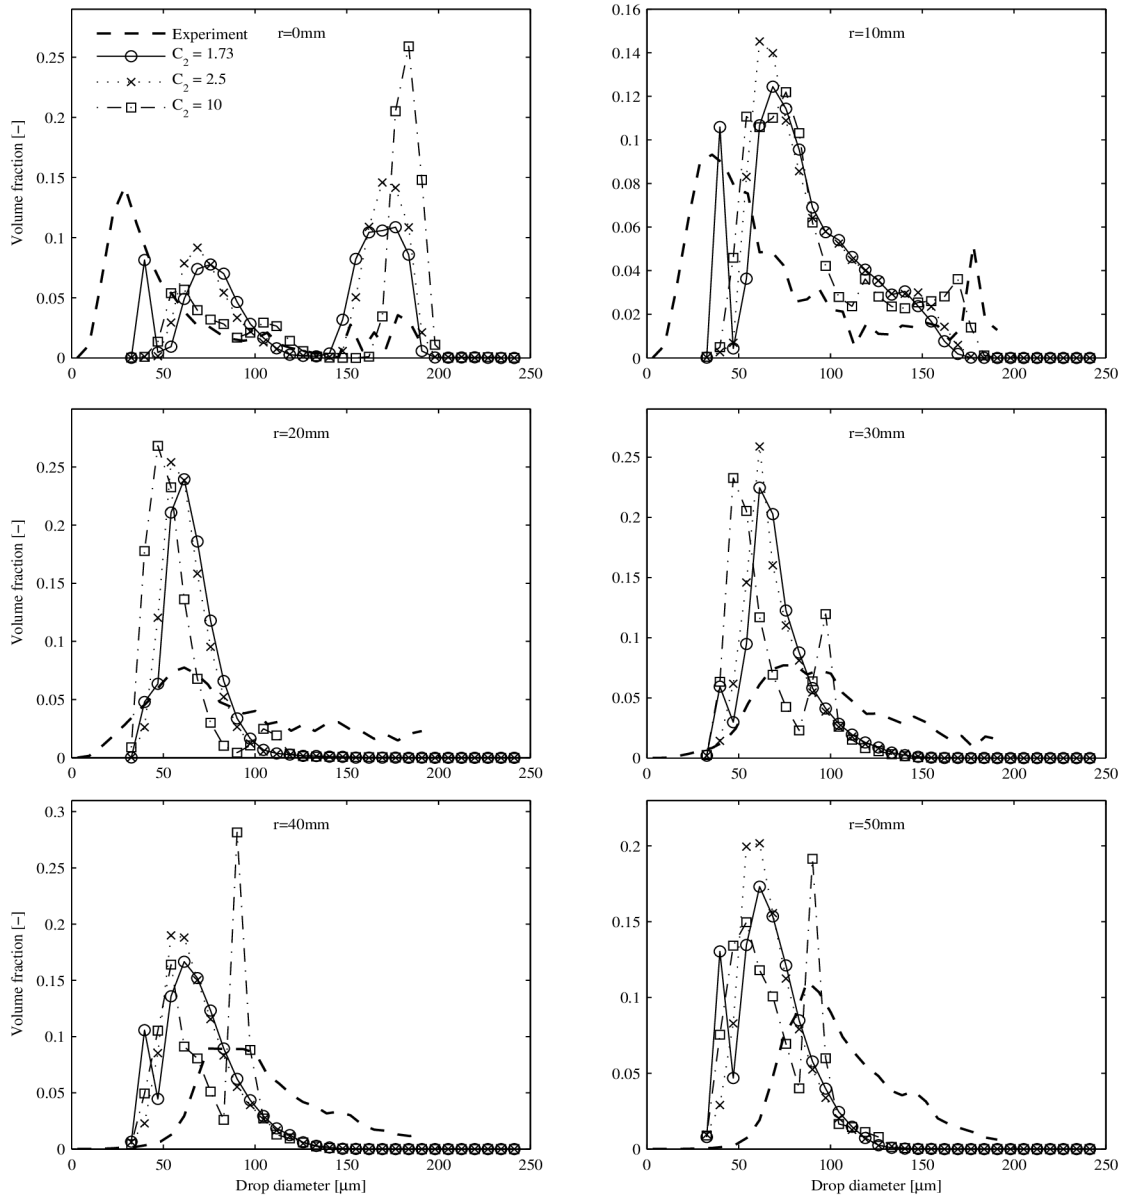 r=0mm
Experiment
C2 = 1.73
C2 = 2.5
C2 = 10
Volume fraction [−]
0.25
0.2
0.15
0.1
0.05
0
0 50 100 150 200 250
r=10mm
0.16
0.14
0.12
0.1
0.08
0.06
0.04
0.02
0
0 50 100 150 200 250
r=20mm
Volume fraction [−]
0.25
0.2
0.15
0.1
0.05
0
0 50 100 150 200 250
r=30mm
0.25
0.2
0.15
0.1
0.05
0
0 50 100 150 200 250
r=40mm
Volume fraction [−]
0.3
0.25
0.2
0.15
0.1
0.05
0
0 50 100 150 200 250
Drop diameter [μm]
r=50mm
0.2
0.15
0.1
0.05
0
0 50 100 150 200 250
Drop diameter [μm]